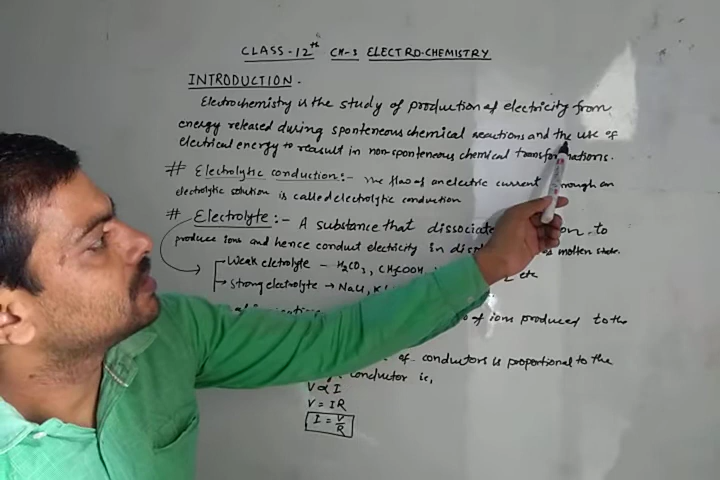 CLASS-12th CH-3 ELECTRO-CHEMISTRY
INTRODUCTION -
Electrochemistry is the study of production of electricity from
energy released during sponteneous chemical reactions and the use of
electrical energy to reasult in non-sponteneous chemical transformations.
# Electrolytic conduction:- The flow of an electric current through an
electrolytic solution is called electrolytic conduction
# Electrolyte:- A substance that dissociate on to
produce ions and hence conduct electricity in molten state.
Weak eletrolyte - H2CO3, CH3COOH etc
Strong electrolyte → NaCl,
of ions produced to the
of conductors is proportional to the
conductor is,
V ∝ I
V = IR
I = V/R